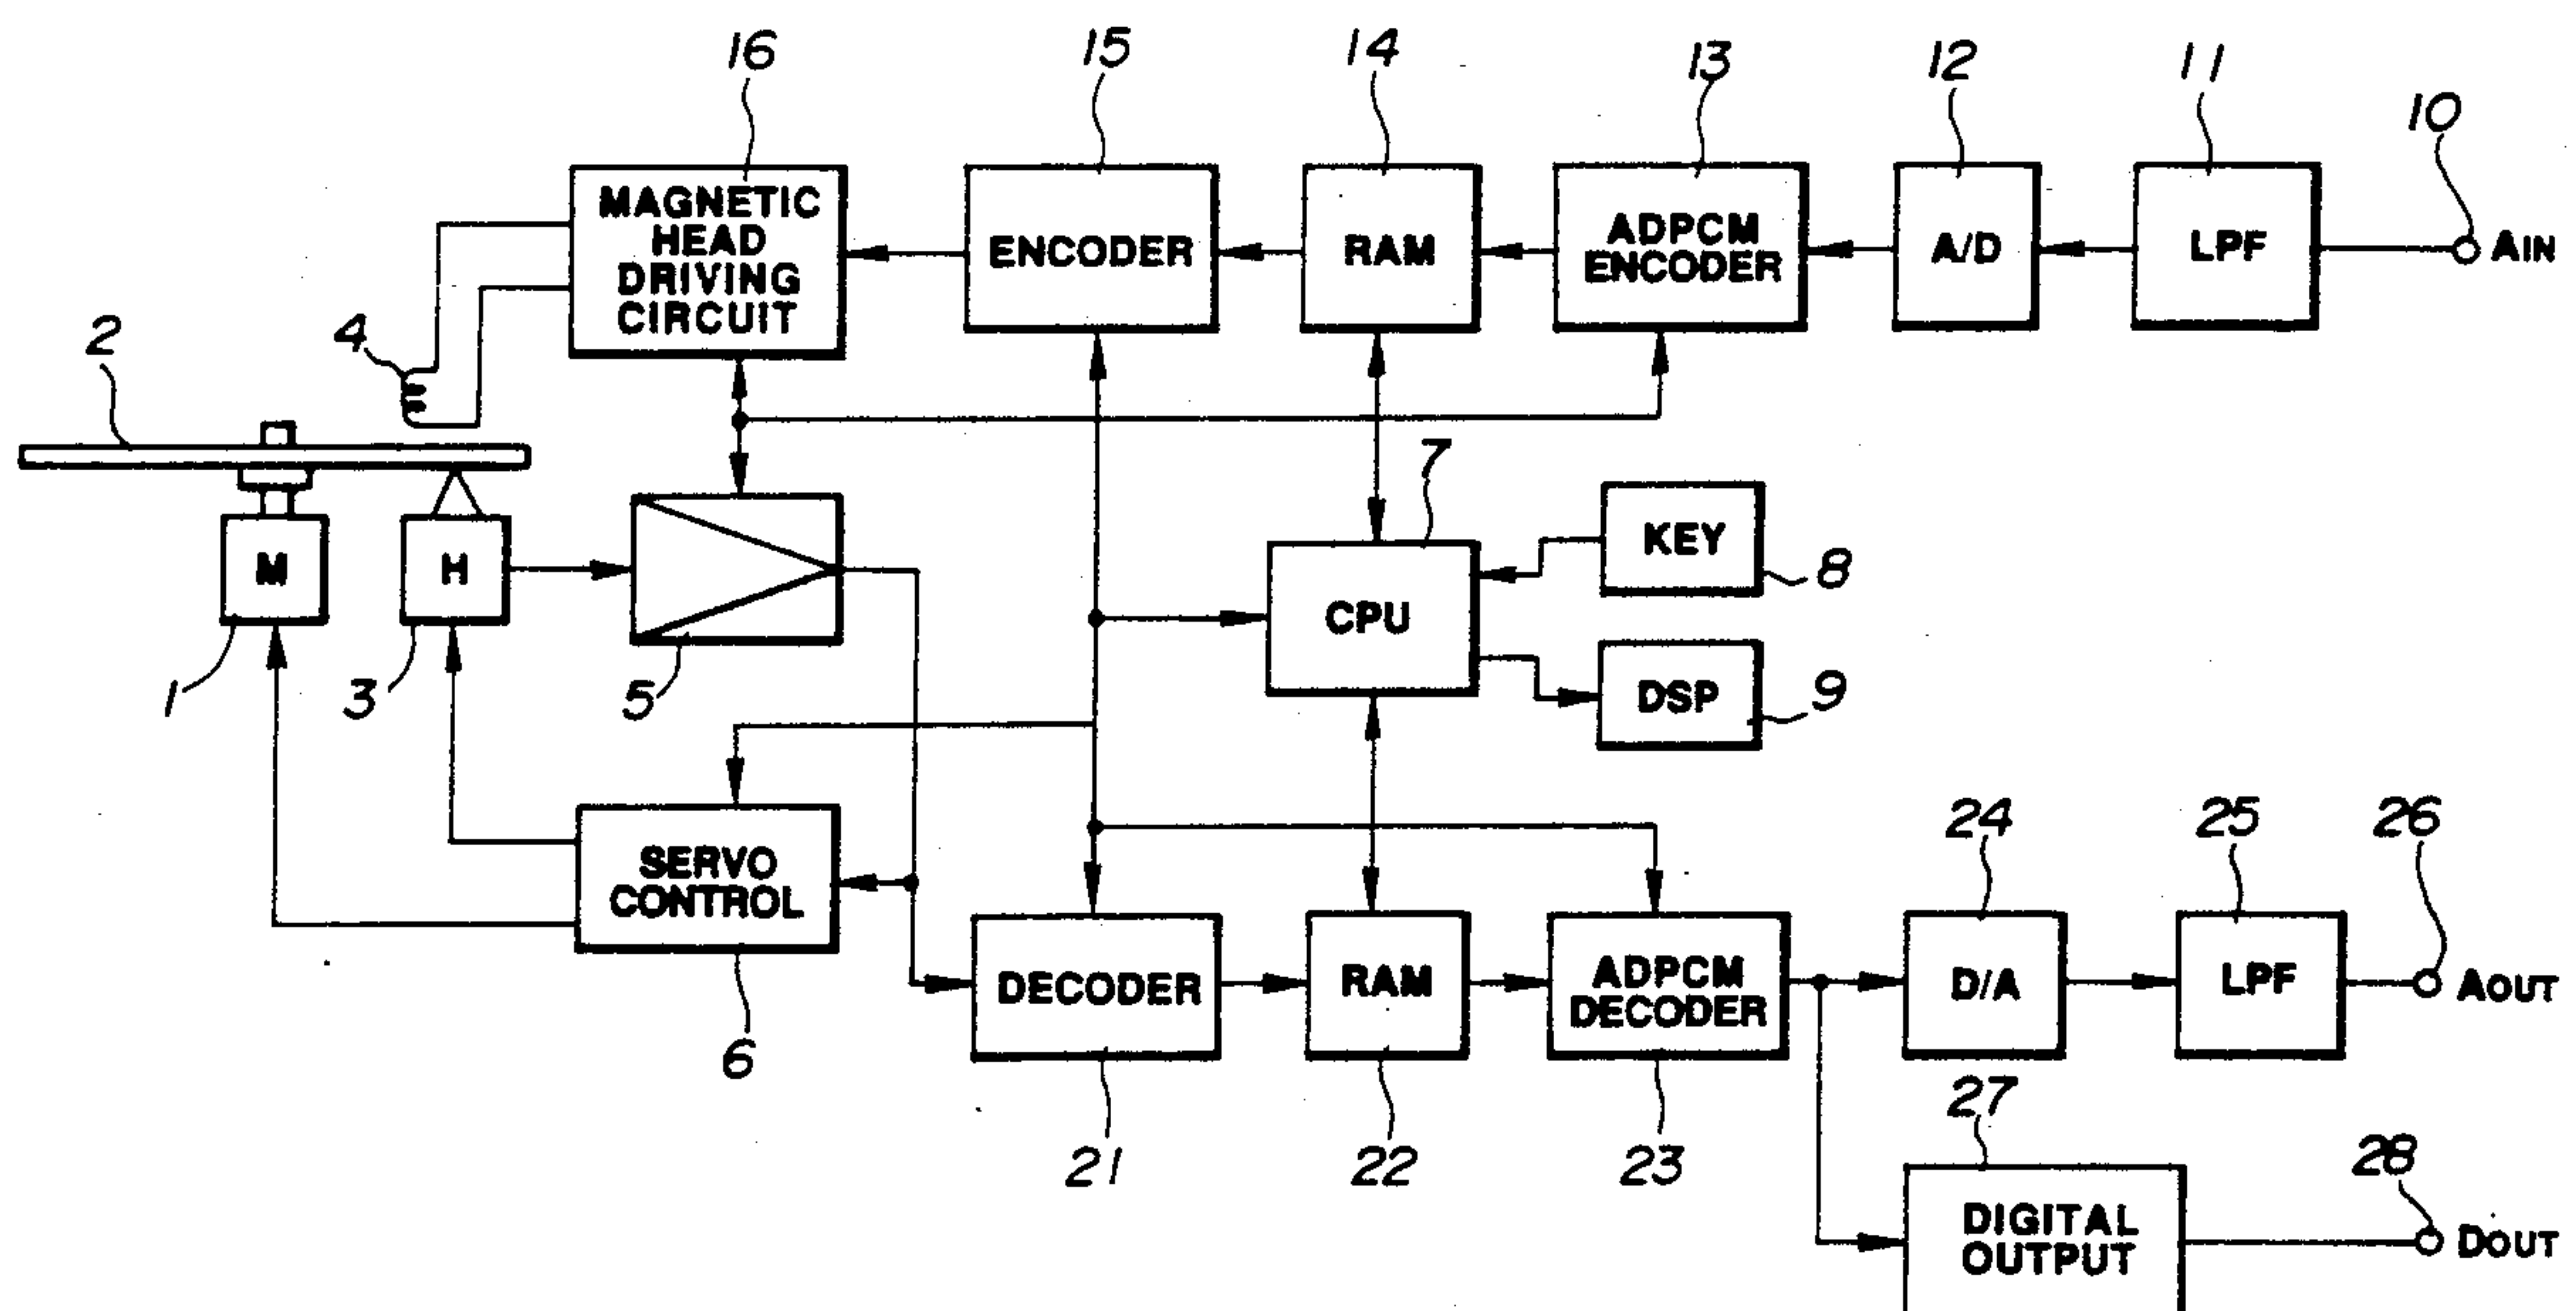 16
15
14
13
12
11
10
MAGNETIC
HEAD
DRIVING
CIRCUIT
ENCODER
RAM
ADPCM
ENCODER
A/D
LPF
AIN
4
2
7
KEY
8
M
H
CPU
1
3
5
DSP
9
SERVO
CONTROL
6
24
25
26
DECODER
RAM
ADPCM
DECODER
D/A
LPF
AOUT
21
22
23
27
28
DIGITAL
OUTPUT
DOUT